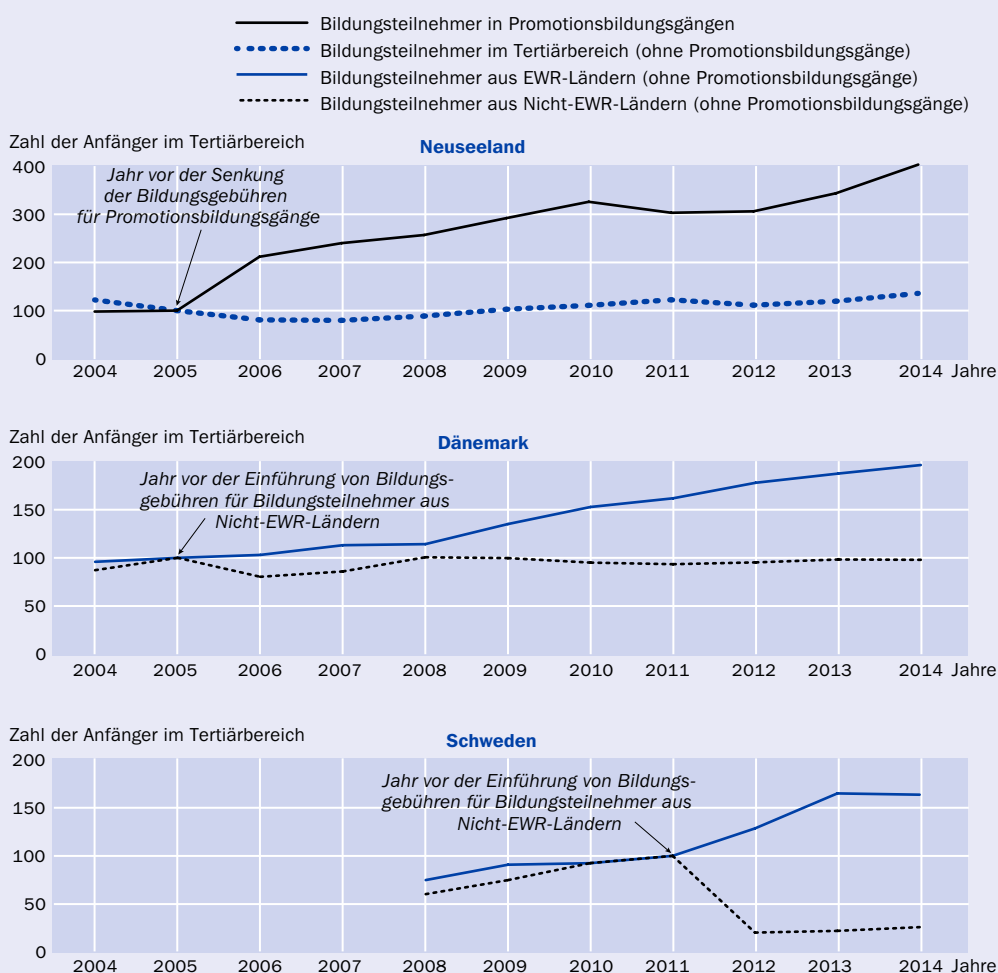 Bildungsteilnehmer in Promotionsbildungsgängen
Bildungsteilnehmer im Tertiärbereich (ohne Promotionsbildungsgänge)
Bildungsteilnehmer aus EWR-Ländern (ohne Promotionsbildungsgänge)
Bildungsteilnehmer aus Nicht-EWR-Ländern (ohne Promotionsbildungsgänge)
Zahl der Anfänger im Tertiärbereich
Neuseeland
400
300
200
100
0
Jahr vor der Senkung
der Bildungsgebühren
für Promotionsbildungsgänge
2004 2005 2006 2007 2008 2009 2010 2011 2012 2013 2014 Jahre
Zahl der Anfänger im Tertiärbereich
Dänemark
200
150
100
50
0
Jahr vor der Einführung von Bildungs-
gebühren für Bildungsteilnehmer aus
Nicht-EWR-Ländern
2004 2005 2006 2007 2008 2009 2010 2011 2012 2013 2014 Jahre
Zahl der Anfänger im Tertiärbereich
Schweden
200
150
100
50
0
Jahr vor der Einführung von Bildungs-
gebühren für Bildungsteilnehmer aus
Nicht-EWR-Ländern
2004 2005 2006 2007 2008 2009 2010 2011 2012 2013 2014 Jahre